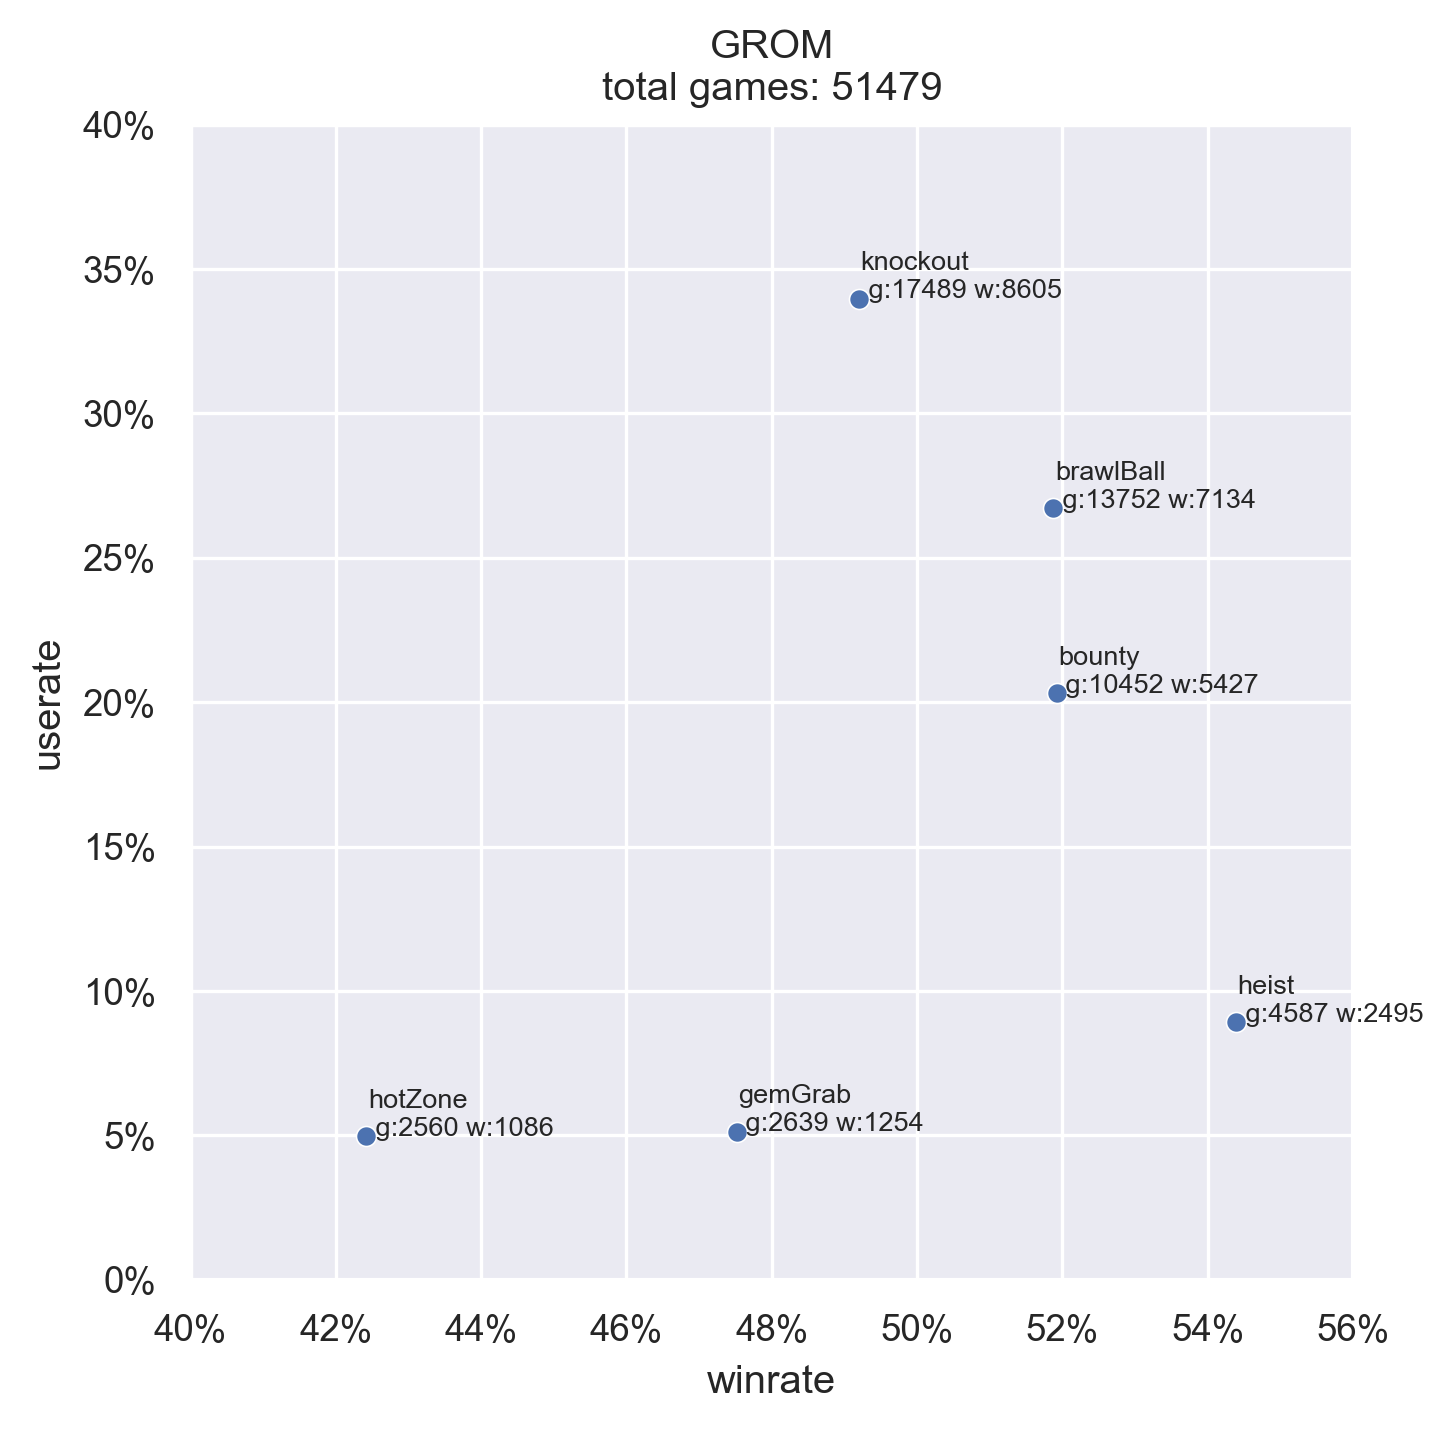 GROM
total games: 51479
40%
35%
30%
25%
20%
15%
10%
5%
0%
userate
knockout
g:17489 w:8605
brawlBall
g:13752 w:7134
bounty
g:10452 w:5427
heist
g:4587 w:2495
hotZone
g:2560 w:1086
gemGrab
g:2639 w:1254
40% 42% 44% 46% 48% 50% 52% 54% 56%
winrate